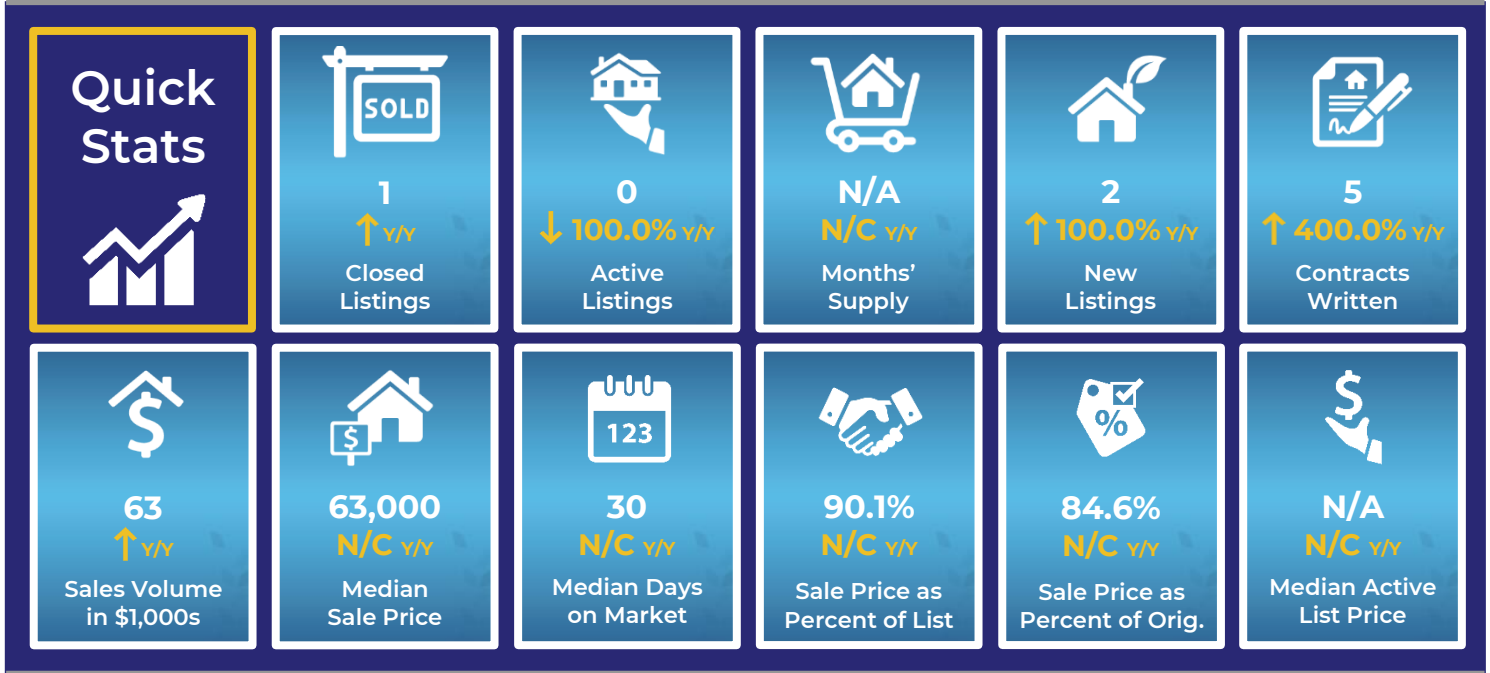 Quick
Stats
SOLD
1
↑ Y/Y
Closed
Listings
0
↓ 100.0% Y/Y
Active
Listings
N/A
N/C Y/Y
Months’
Supply
2
↑ 100.0% Y/Y
New
Listings
5
↑ 400.0% Y/Y
Contracts
Written
$
63
↑ Y/Y
Sales Volume
in $1,000s
$
63,000
N/C Y/Y
Median
Sale Price
123
30
N/C Y/Y
Median Days
on Market
90.1%
N/C Y/Y
Sale Price as
Percent of List
%
84.6%
N/C Y/Y
Sale Price as
Percent of Orig.
$
N/A
N/C Y/Y
Median Active
List Price